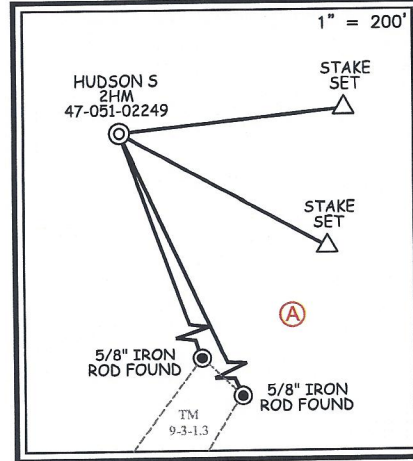 1" = 200'
HUDSON S
2HM
47-051-02249
STAKE
SET
STAKE
SET
A
5/8" IRON
ROD FOUND
5/8" IRON
ROD FOUND
TM
9-3-1.3